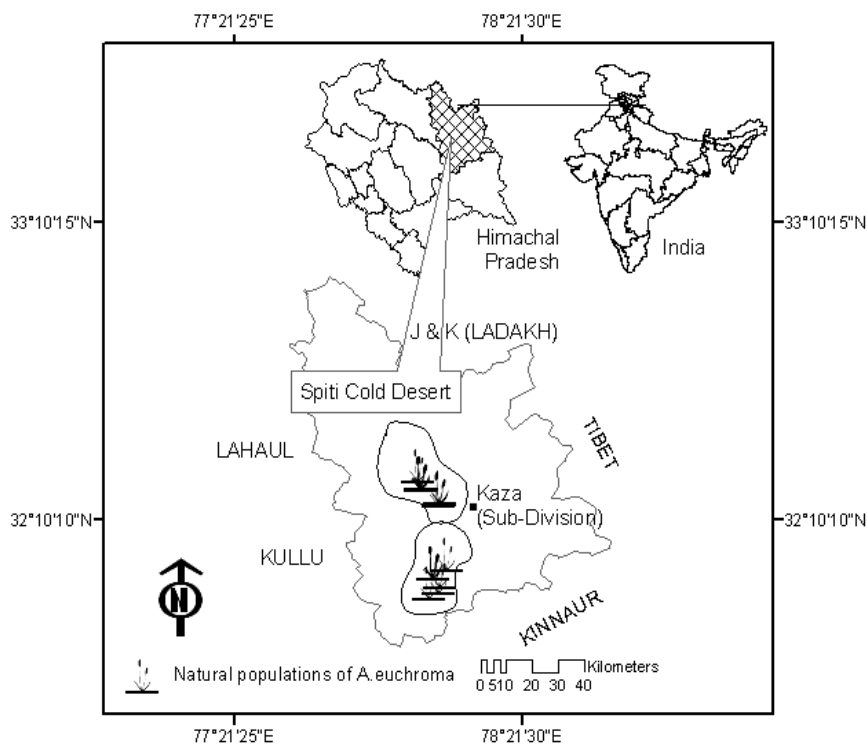 77°21'25"E
78°21'30"E
33°10'15"N
33°10'15"N
Himachal
Pradesh
India
J & K (LADAKH)
Spiti Cold Desert
LAHAUL
TIBET
Kaza
(Sub-Division)
32°10'10"N
32°10'10"N
KULLU
N
KINNAUR
Natural populations of A.euchroma
Kilometers
0 5 10 20 30 40
77°21'25"E
78°21'30"E